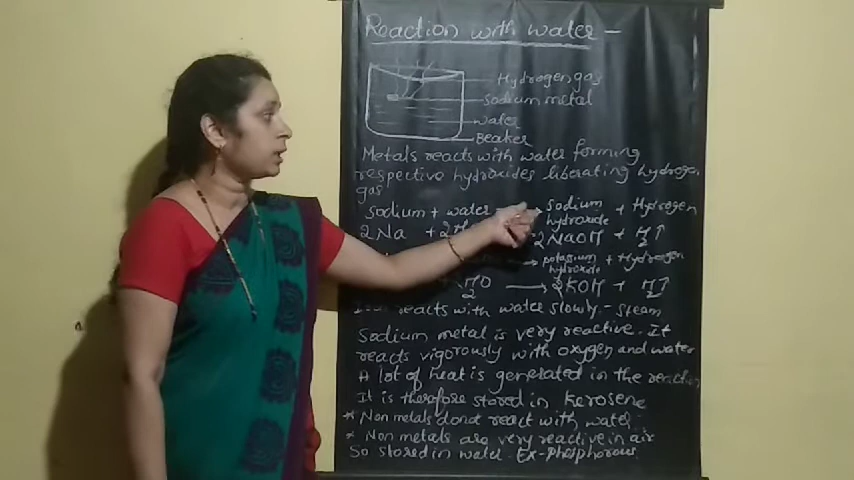 Reaction with water -
Hydrogen gas
Sodium metal
water
Beaker
Metals reacts with water forming
respective hydroxides liberating hydrogen
gas
Sodium + water → Sodium hydroxide + Hydrogen
2Na + 2 2NaOH + H2↑
→ potassium hydroxide + Hydrogen
H2O → 2KOH + H2↑
reacts with water slowly - steam
Sodium metal is very reactive. It
reacts vigorously with oxygen and water
A lot of heat is generated in the reaction
It is therefore stored in kerosene
* Non metals donot react with water.
* Non metals are very reactive in air
So stored in water. Ex - Phosphorous.